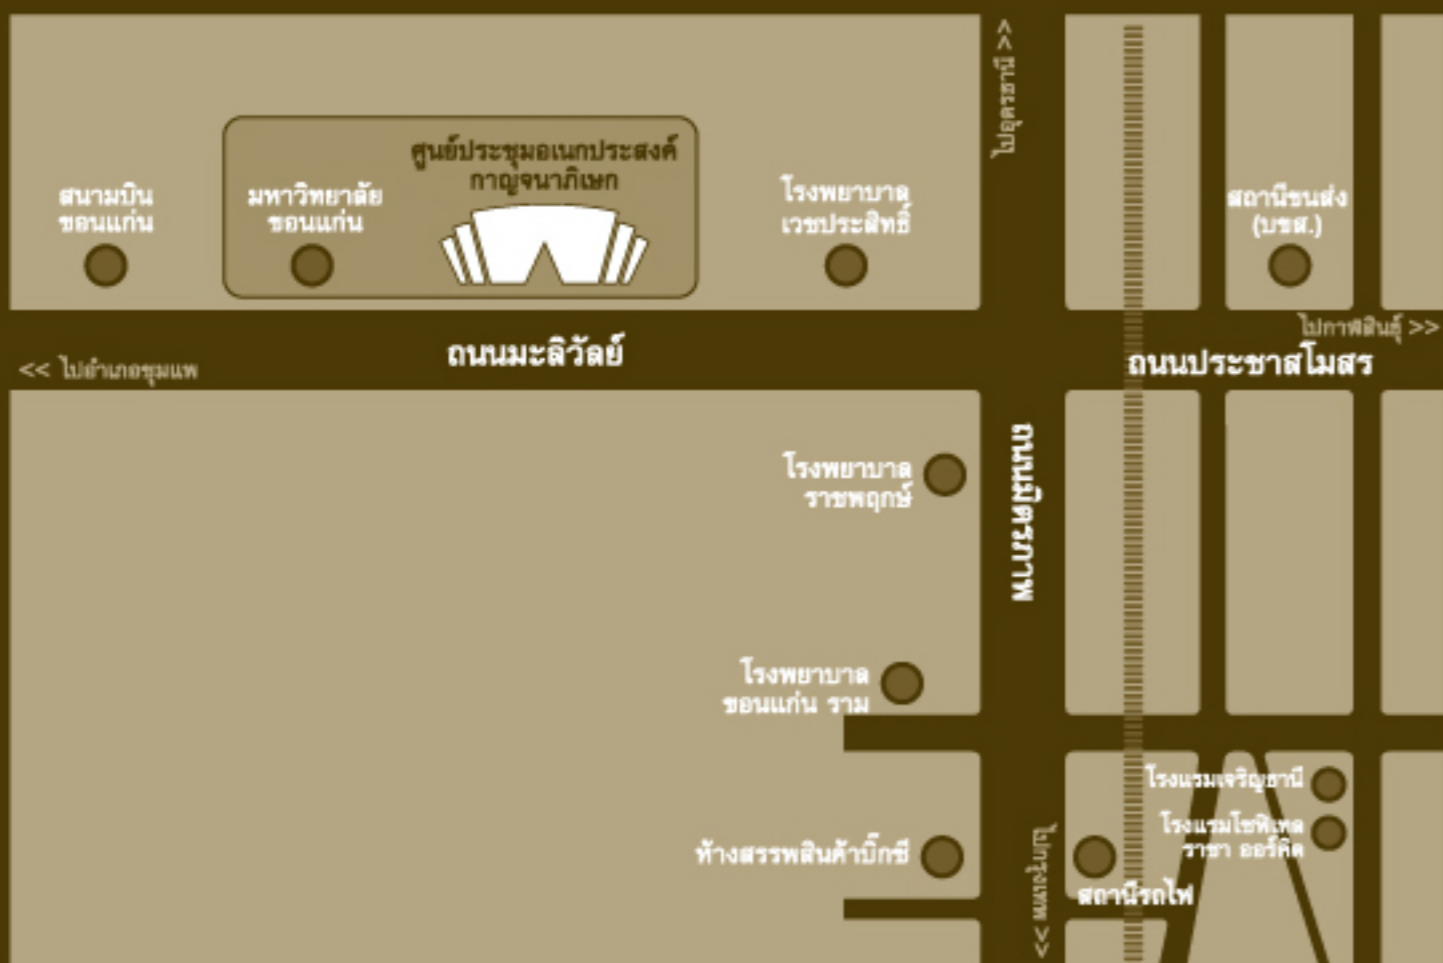 ไปอุดรธานี >>
ศูนย์ประชุมอเนกประสงค์
กาญจนาภิเษก
สนามบิน
ขอนแก่น
มหาวิทยาลัย
ขอนแก่น
โรงพยาบาล
เวชประสิทธิ์
สถานีขนส่ง
(บขส.)
ไปกาฬสินธุ์ >>
ถนนมะลิวัลย์
ถนนประชาสโมสร
<< ไปอำเภอชุมแพ
ถนนมิตรภาพ
โรงพยาบาล
ราชพฤกษ์
โรงพยาบาล
ขอนแก่น ราม
โรงแรมเจริญธานี
โรงแรมโซฟิเทล
ราชา ออร์คิด
ห้างสรรพสินค้าบิ๊กซี
สถานีรถไฟ
ไปกรุงเทพ >>